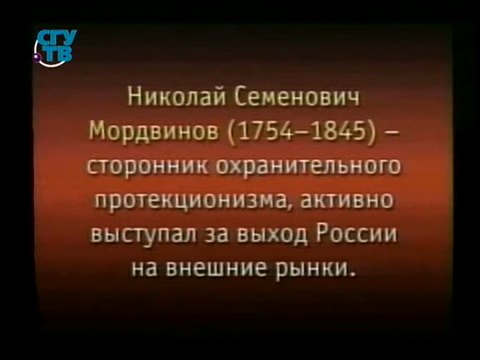 СГУ
ТВ
Николай Семенович
Мордвинов (1754–1845) –
сторонник охранительного
протекционизма, активно
выступал за выход России
на внешние рынки.